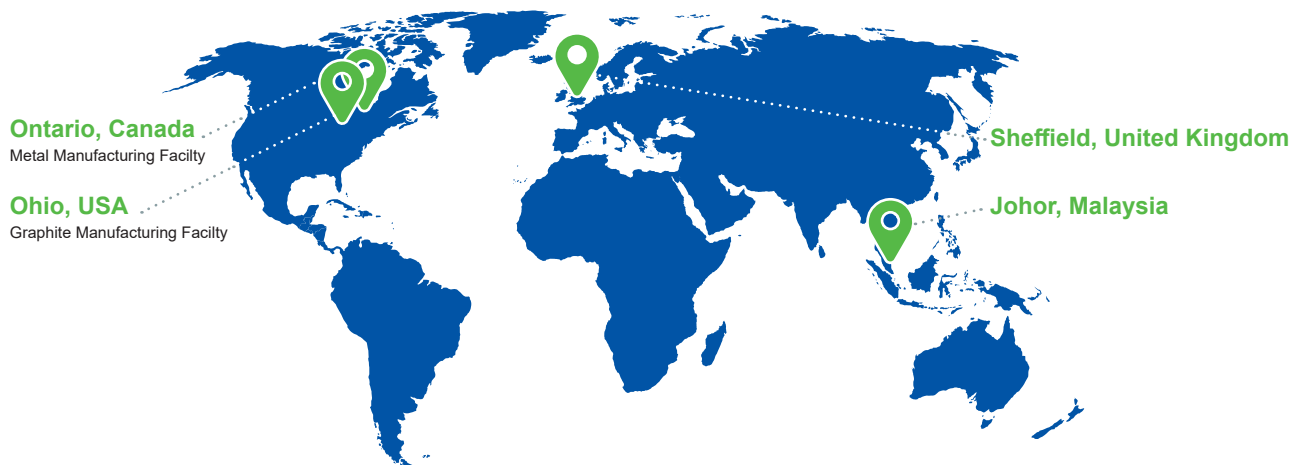 Ontario, Canada
Metal Manufacturing Facilty
Ohio, USA
Graphite Manufacturing Facilty
Sheffield, United Kingdom
Johor, Malaysia